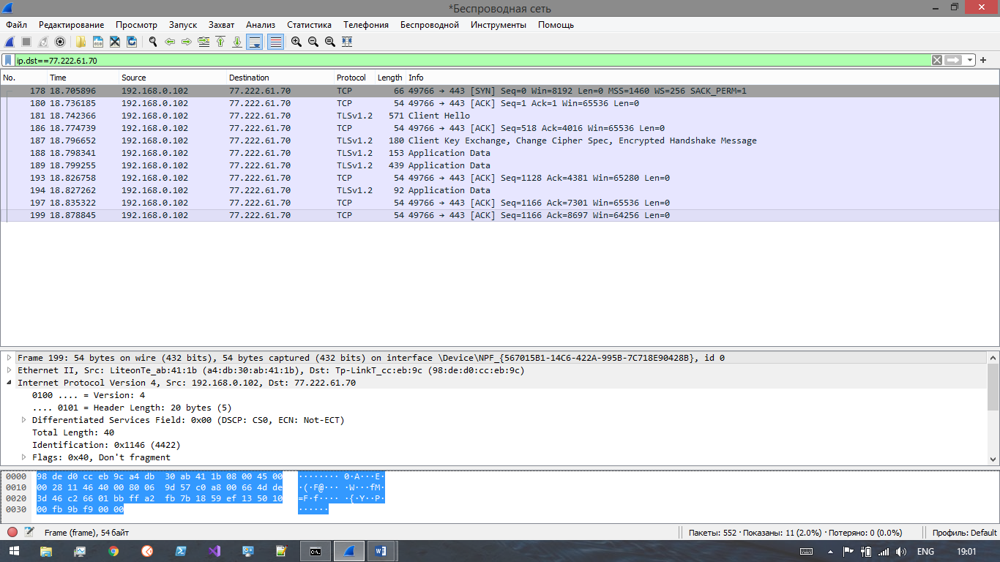 *Беспроводная сеть
Файл Редактирование Просмотр Запуск Захват Анализ Статистика Телефония Беспроводной Инструменты Помощь
ip.dst==77.222.61.70
No. Time Source Destination Protocol Length Info
178 18.705896 192.168.0.102 77.222.61.70 TCP 66 49766 → 443 [SYN] Seq=0 Win=8192 Len=0 MSS=1460 WS=256 SACK_PERM=1
180 18.736185 192.168.0.102 77.222.61.70 TCP 54 49766 → 443 [ACK] Seq=1 Ack=1 Win=65536 Len=0
181 18.742366 192.168.0.102 77.222.61.70 TLSv1.2 571 Client Hello
186 18.774739 192.168.0.102 77.222.61.70 TCP 54 49766 → 443 [ACK] Seq=518 Ack=4016 Win=65536 Len=0
187 18.796652 192.168.0.102 77.222.61.70 TLSv1.2 180 Client Key Exchange, Change Cipher Spec, Encrypted Handshake Message
188 18.798341 192.168.0.102 77.222.61.70 TLSv1.2 153 Application Data
189 18.799255 192.168.0.102 77.222.61.70 TLSv1.2 439 Application Data
193 18.826758 192.168.0.102 77.222.61.70 TCP 54 49766 → 443 [ACK] Seq=1128 Ack=4381 Win=65280 Len=0
194 18.827262 192.168.0.102 77.222.61.70 TLSv1.2 92 Application Data
197 18.835322 192.168.0.102 77.222.61.70 TCP 54 49766 → 443 [ACK] Seq=1166 Ack=7301 Win=65536 Len=0
199 18.878845 192.168.0.102 77.222.61.70 TCP 54 49766 → 443 [ACK] Seq=1166 Ack=8697 Win=64256 Len=0
Frame 199: 54 bytes on wire (432 bits), 54 bytes captured (432 bits) on interface \Device\NPF_{567015B1-14C6-422A-995B-7C718E90428B}, id 0
Ethernet II, Src: LiteonTe_ab:41:1b (a4:db:30:ab:41:1b), Dst: Tp-LinkT_cc:eb:9c (98:de:d0:cc:eb:9c)
Internet Protocol Version 4, Src: 192.168.0.102, Dst: 77.222.61.70
0100 .... = Version: 4
.... 0101 = Header Length: 20 bytes (5)
Differentiated Services Field: 0x00 (DSCP: CS0, ECN: Not-ECT)
Total Length: 40
Identification: 0x1146 (4422)
Flags: 0x40, Don't fragment
0000 98 de d0 cc eb 9c a4 db 30 ab 41 1b 08 00 45 00 ········ 0·A···E·
0010 00 28 11 46 40 00 80 06 9d 57 c0 a8 00 66 4d de ·(·F@··· ·W···fM·
0020 3d 46 c2 66 01 bb ff a2 fb 7b 18 59 ef 13 50 10 =F·f···· ·{·Y··P·
0030 00 fb 9b f9 00 00 ······
Frame (frame), 54 байт Пакеты: 552 · Показаны: 11 (2.0%) · Потеряно: 0 (0.0%) Профиль: Default
ENG 19:01